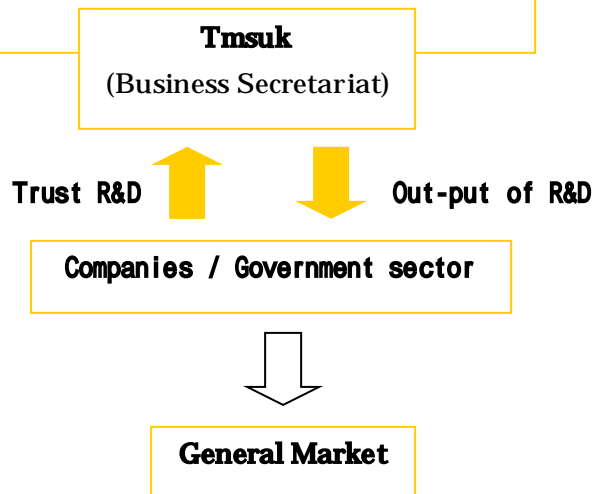 Tmsuk
(Business Secretariat)
Trust R&D
Out-put of R&D
Companies / Government sector
General Market